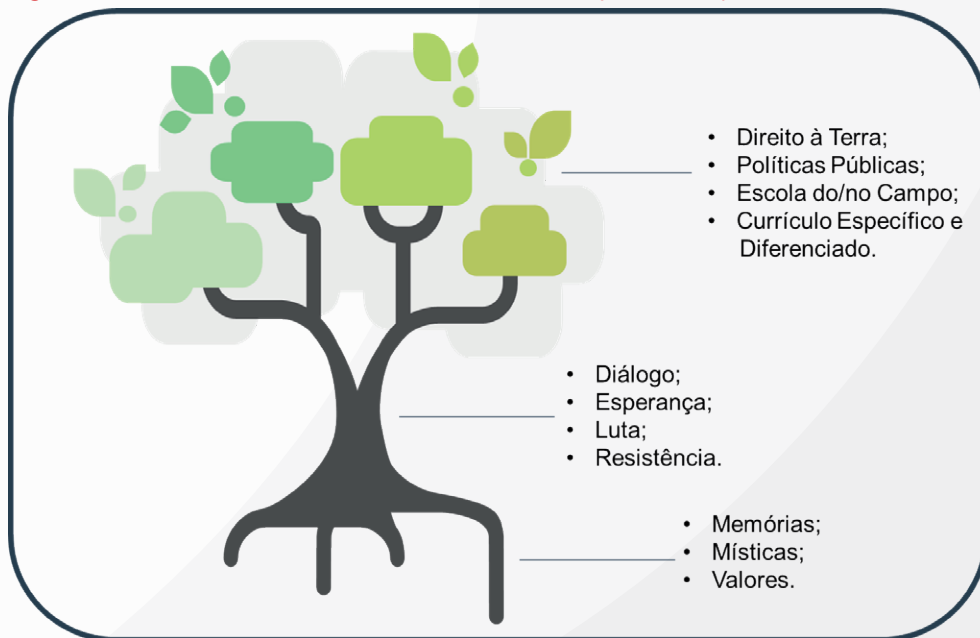 • Direito à Terra;
• Políticas Públicas;
• Escola do/no Campo;
• Currículo Específico e
Diferenciado.
• Diálogo;
• Esperança;
• Luta;
• Resistência.
• Memórias;
• Místicas;
• Valores.